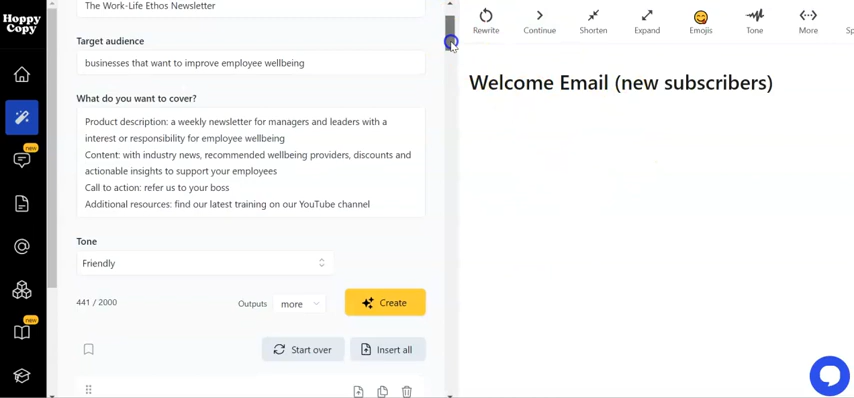 Hoppy
Copy
new
new
The Work-Life Ethos Newsletter
Target audience
businesses that want to improve employee wellbeing
What do you want to cover?
Product description: a weekly newsletter for managers and leaders with a
interest or responsibility for employee wellbeing
Content: with industry news, recommended wellbeing providers, discounts and
actionable insights to support your employees
Call to action: refer us to your boss
Additional resources: find our latest training on our YouTube channel
Tone
Friendly
441 / 2000
Outputs
more
Create
Start over
Insert all
Rewrite
Continue
Shorten
Expand
Emojis
Tone
More
Sp
Welcome Email (new subscribers)